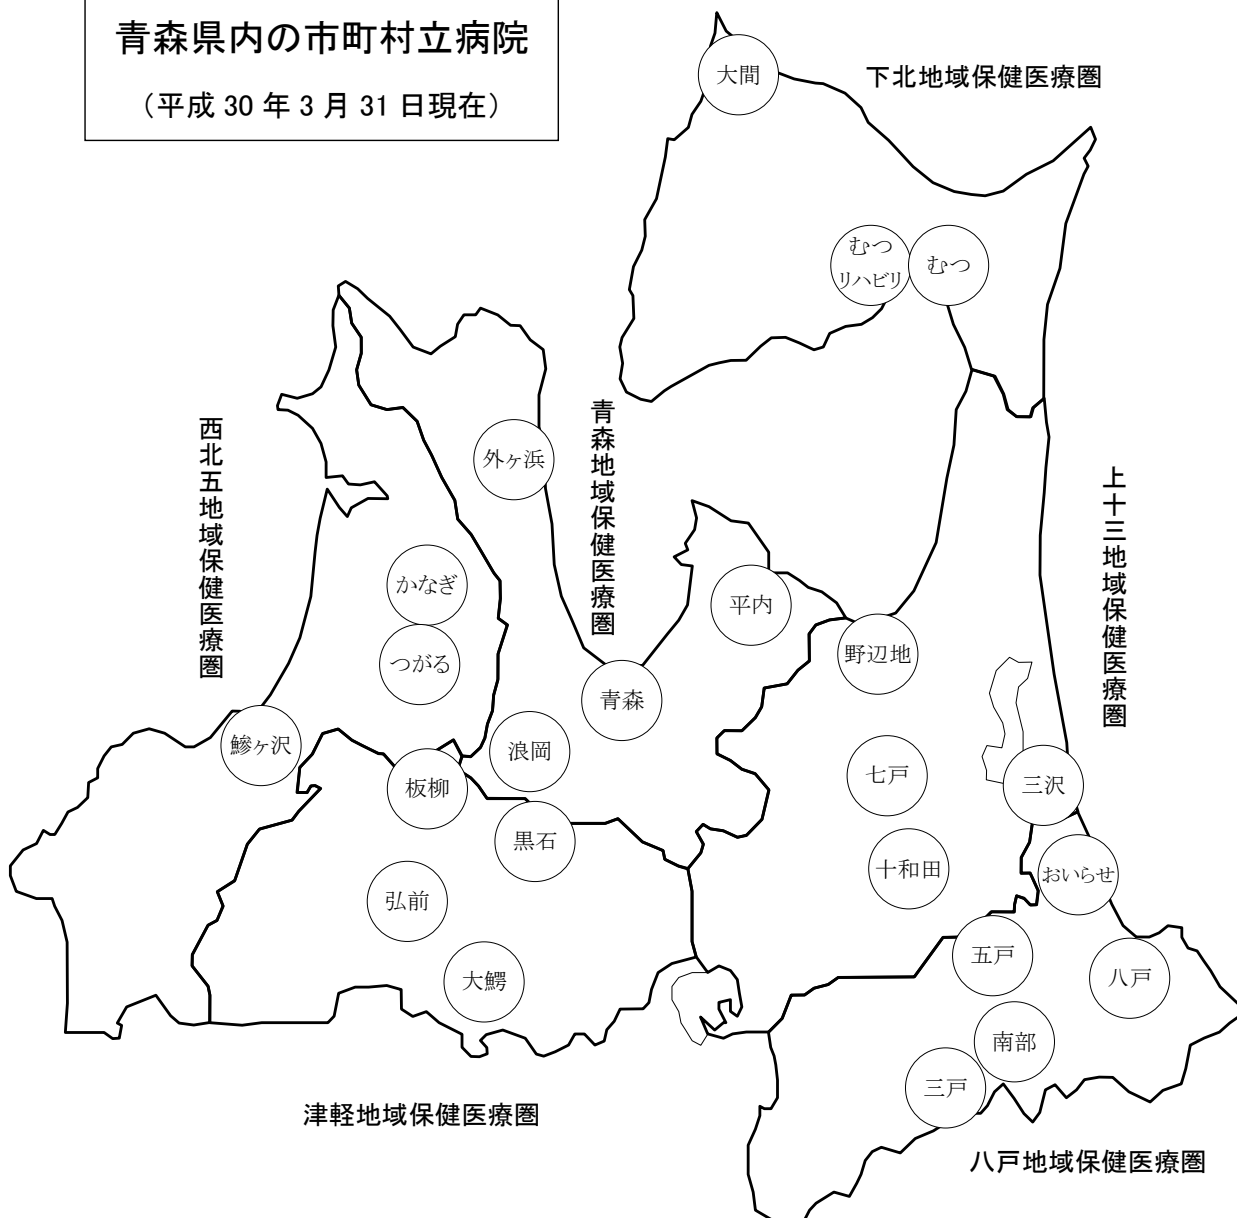 青森県内の市町村立病院
（平成 30 年 3 月 31 日現在）
大間
下北地域保健医療圏
むつ
リハビリ
むつ
西北五地域保健医療圏
外ヶ浜
青森地域保健医療圏
上十三地域保健医療圏
かなぎ
つがる
平内
野辺地
青森
鰺ヶ沢
浪岡
板柳
七戸
三沢
黒石
十和田
おいらせ
弘前
大鰐
五戸
八戸
南部
三戸
津軽地域保健医療圏
八戸地域保健医療圏